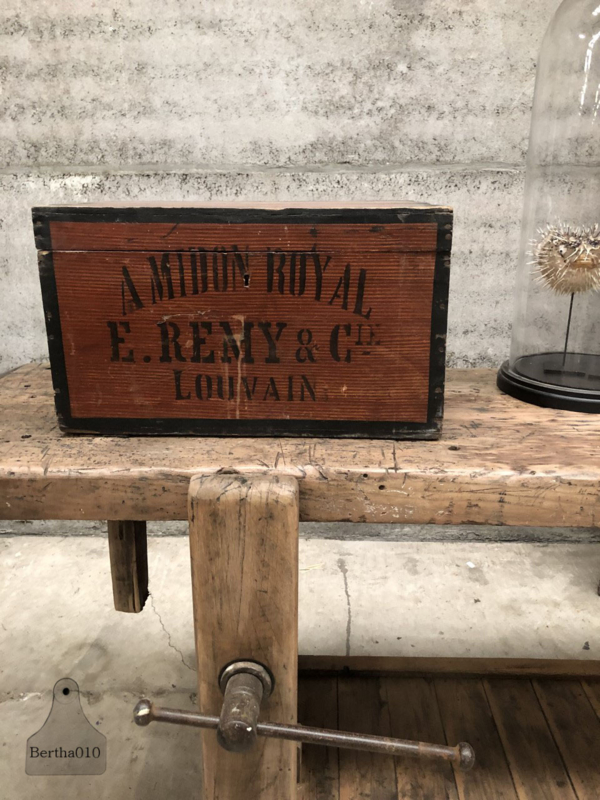 AMIDON ROYAL
E. REMY & CIE
LOUVAIN
Bertha010